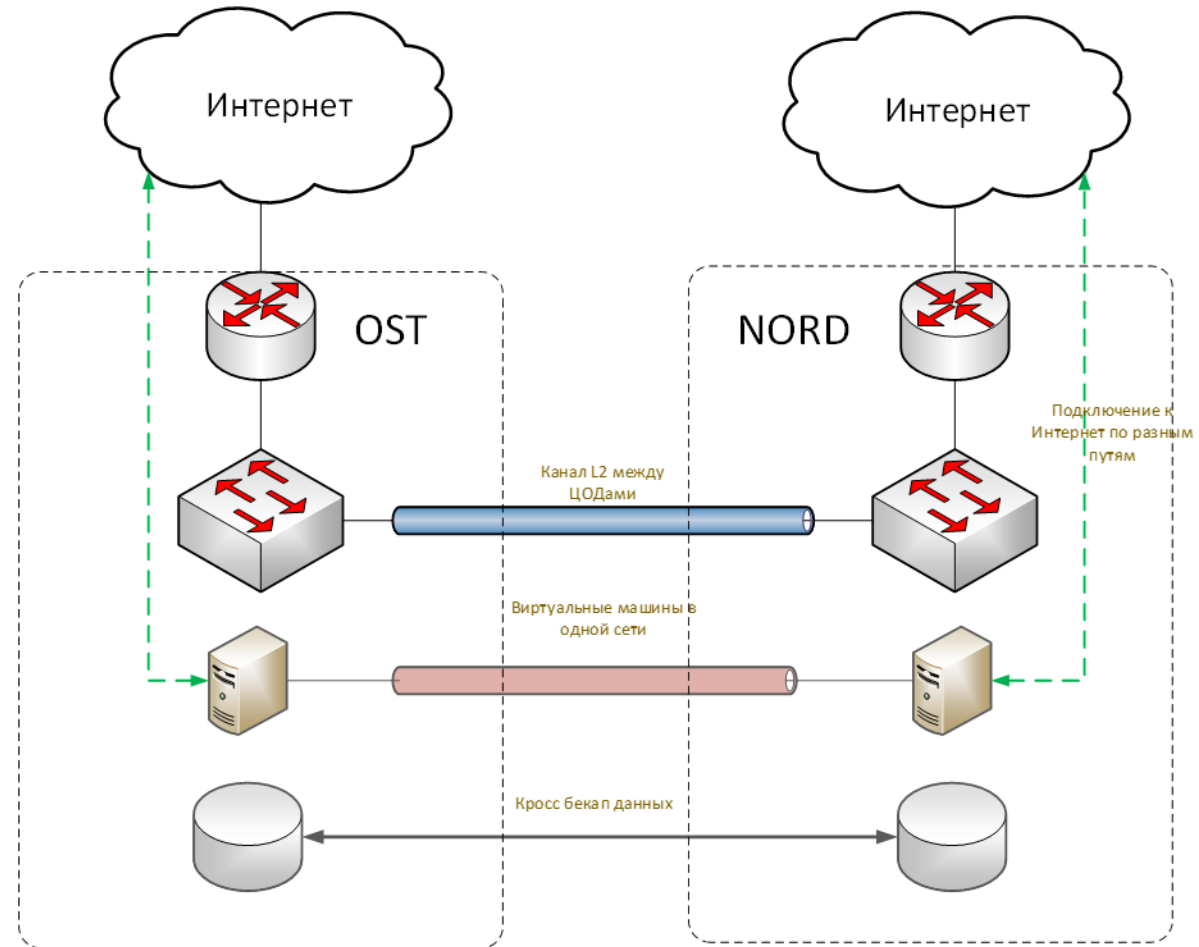 Интернет
Интернет
OST
NORD
Подключение к
Интернет по разным
путям
Канал L2 между
ЦОДами
Виртуальные машины в
одной сети
Кросс бекап данных